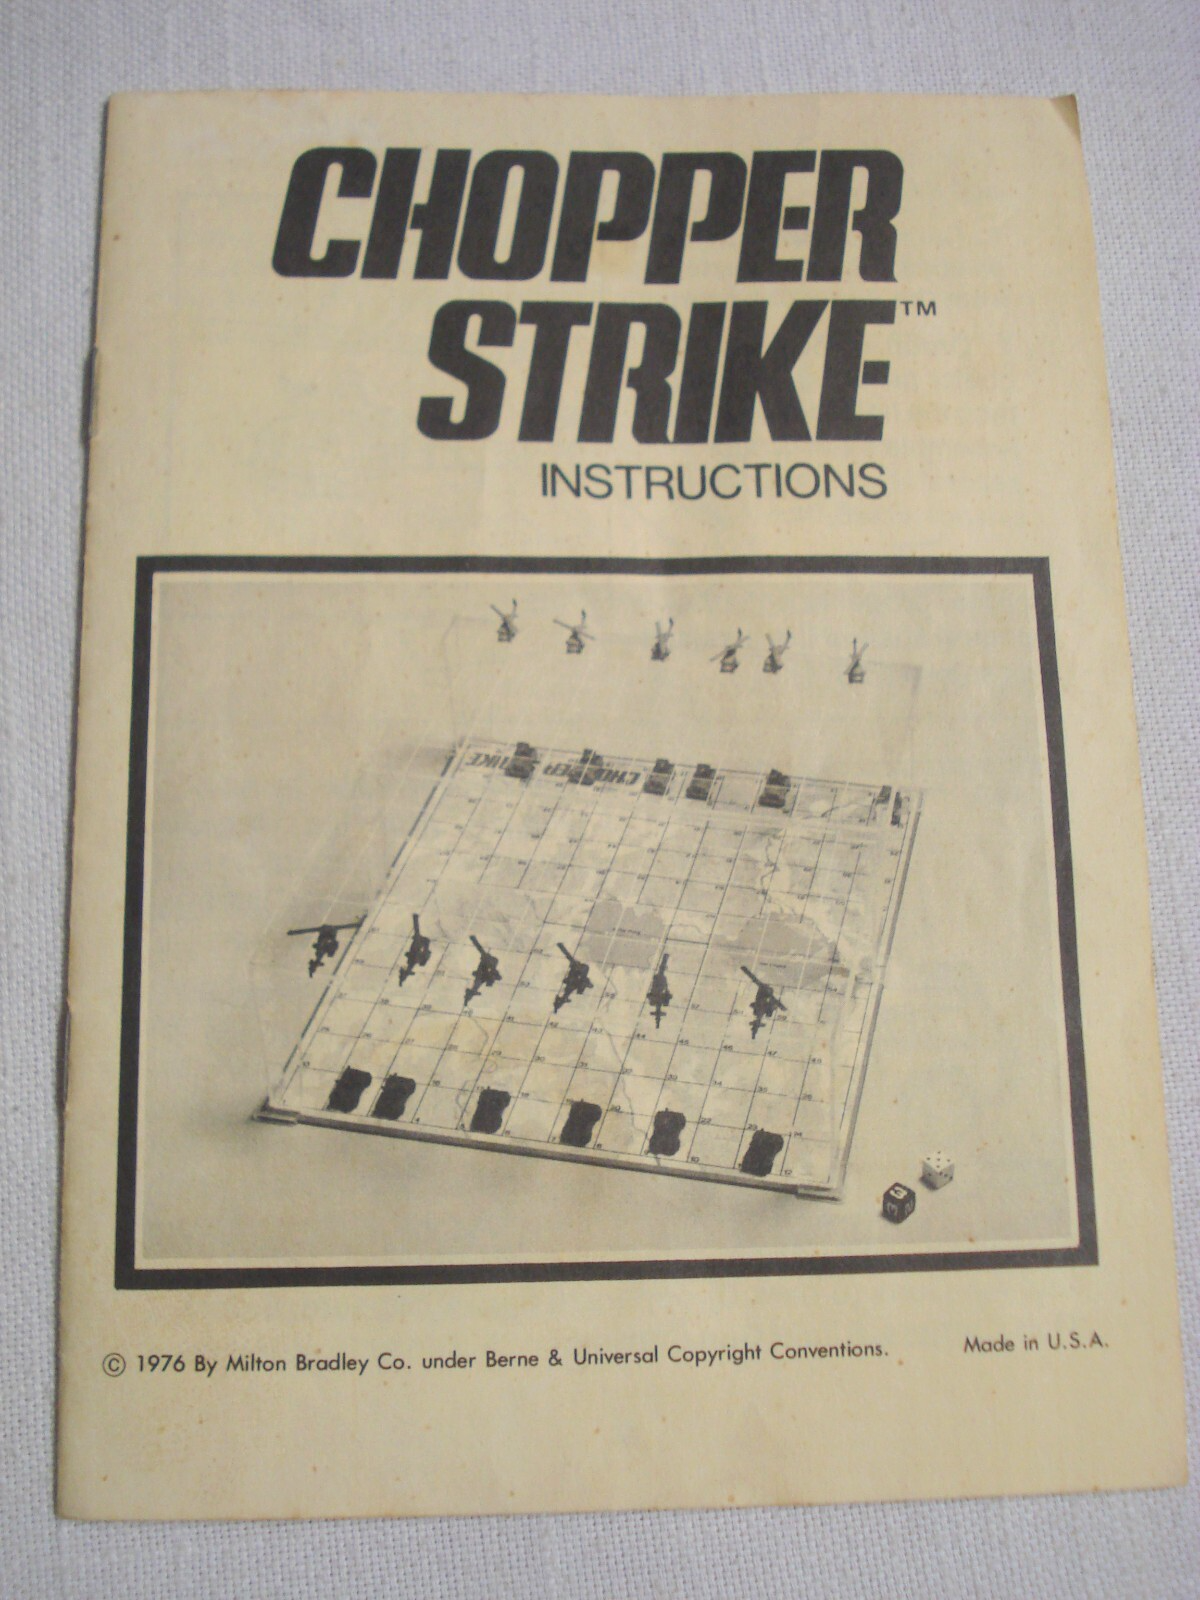 CHOPPER
STRIKE™
INSTRUCTIONS
© 1976 By Milton Bradley Co. under Berne & Universal Copyright Conventions.
Made in U.S.A.